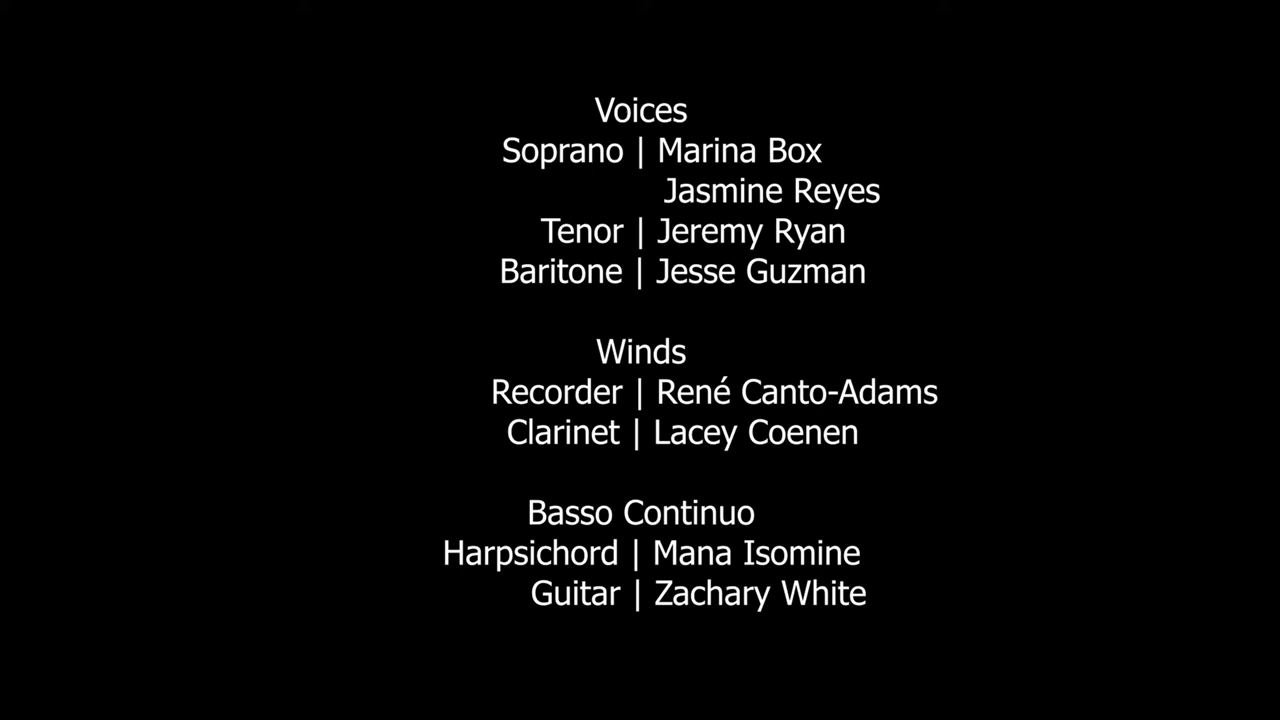 Voices
Soprano | Marina Box
Jasmine Reyes
Tenor | Jeremy Ryan
Baritone | Jesse Guzman
Winds
Recorder | René Canto-Adams
Clarinet | Lacey Coenen
Basso Continuo
Harpsichord | Mana Isomine
Guitar | Zachary White